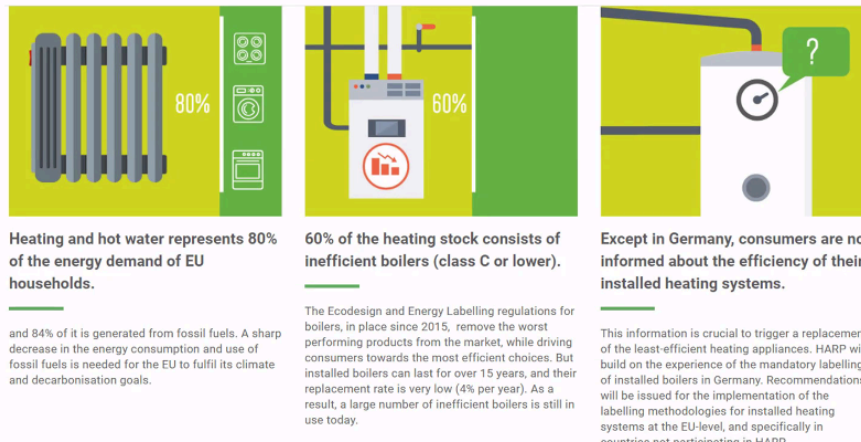 80%
Heating and hot water represents 80%
of the energy demand of EU
households.
and 84% of it is generated from fossil fuels. A sharp
decrease in the energy consumption and use of
fossil fuels is needed for the EU to fulfil its climate
and decarbonisation goals.
60%
60% of the heating stock consists of
inefficient boilers (class C or lower).
The Ecodesign and Energy Labelling regulations for
boilers, in place since 2015, remove the worst
performing products from the market, while driving
consumers towards the most efficient choices. But
installed boilers can last for over 15 years, and their
replacement rate is very low (4% per year). As a
result, a large number of inefficient boilers is still in
use today.
?
Except in Germany, consumers are no
informed about the efficiency of their
installed heating systems.
This information is crucial to trigger a replacemen
of the least-efficient heating appliances. HARP wi
build on the experience of the mandatory labelling
of installed boilers in Germany. Recommendations
will be issued for the implementation of the
labelling methodologies for installed heating
systems at the EU-level, and specifically in
countries not participating in HARP